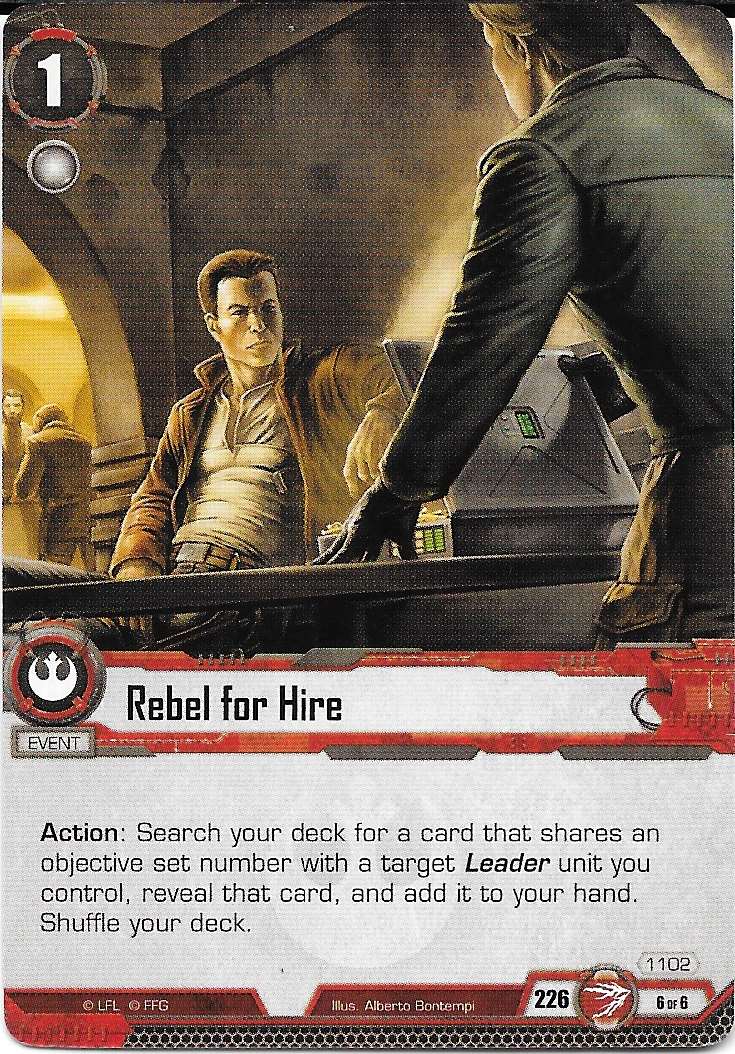 1
Rebel for Hire
EVENT
Action: Search your deck for a card that shares an
objective set number with a target Leader unit you
control, reveal that card, and add it to your hand.
Shuffle your deck.
1102
© LFL © FFG
Illus. Alberto Bontempi
226
6 OF 6